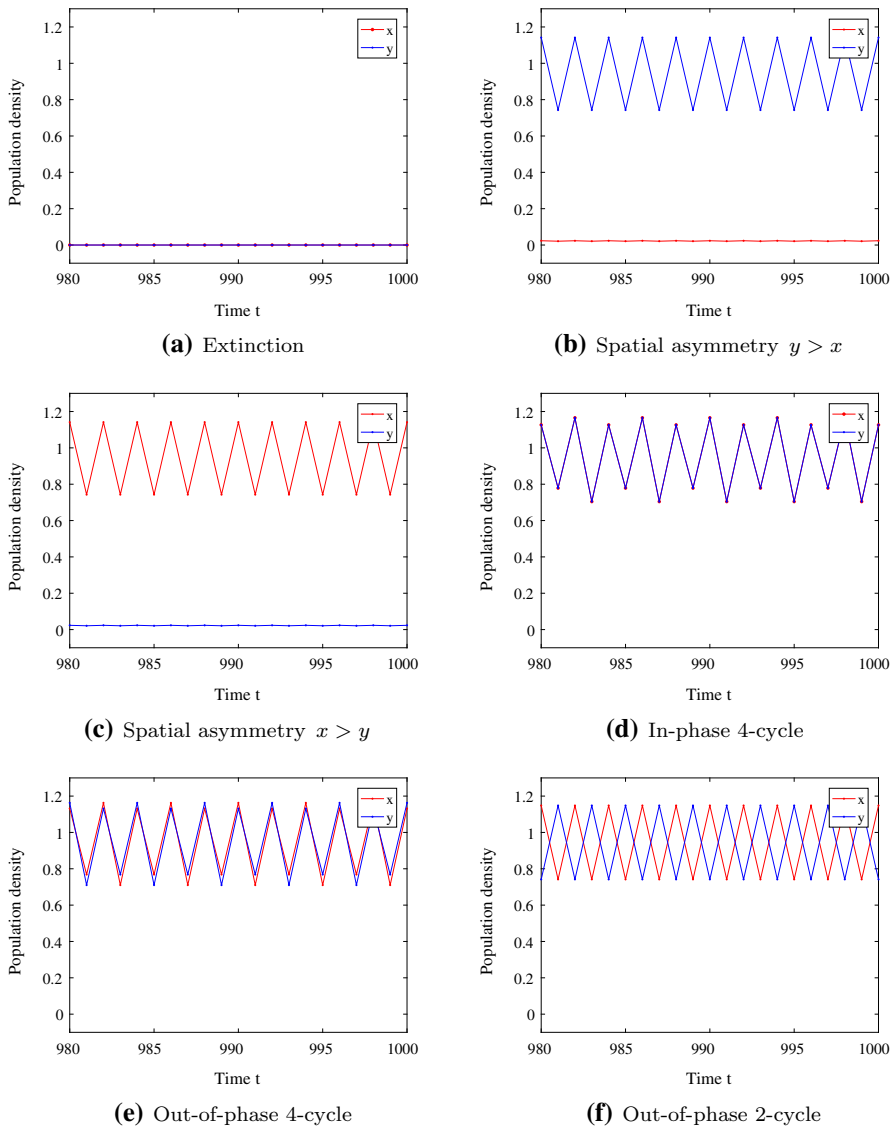 1.2
1
0.8
0.6
0.4
0.2
0
Population density
x
y
980
985
990
995
1000
Time t
(a) Extinction
1.2
1
0.8
0.6
0.4
0.2
0
Population density
x
y
980
985
990
995
1000
Time t
(b) Spatial asymmetry y > x
1.2
1
0.8
0.6
0.4
0.2
0
Population density
x
y
980
985
990
995
1000
Time t
(c) Spatial asymmetry x > y
1.2
1
0.8
0.6
0.4
0.2
0
Population density
x
y
980
985
990
995
1000
Time t
(d) In-phase 4-cycle
1.2
1
0.8
0.6
0.4
0.2
0
Population density
x
y
980
985
990
995
1000
Time t
(e) Out-of-phase 4-cycle
1.2
1
0.8
0.6
0.4
0.2
0
Population density
x
y
980
985
990
995
1000
Time t
(f) Out-of-phase 2-cycle